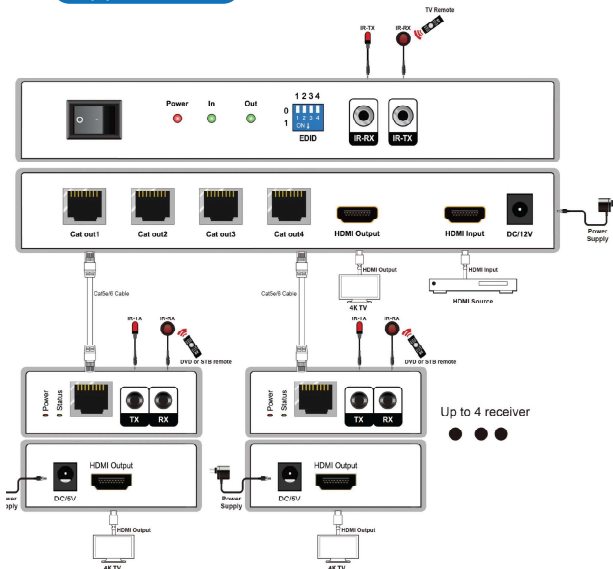 TV Remote
IR-TX IR-RX
1 2 3 4
Power In Out
0
1
1 2 3 4
ON
EDID
IR-RX IR-TX
Cat out1 Cat out2 Cat out3 Cat out4 HDMI Output HDMI Input DC/12V
Power
Supply
HDMI Output
HDMI Input
Cat5e/6 Cable
Cat5e/6 Cable
4K TV
HDMI Source
IR-TX IR-RX
IR-TX IR-RX
DVD or STB remote
DVD or STB remote
Power
Status
TX RX
Power
Status
TX RX
Up to 4 receiver
HDMI Output
HDMI Output
DC/5V
DC/5V
Power
Supply
HDMI Output
HDMI Output
4K TV
4K TV